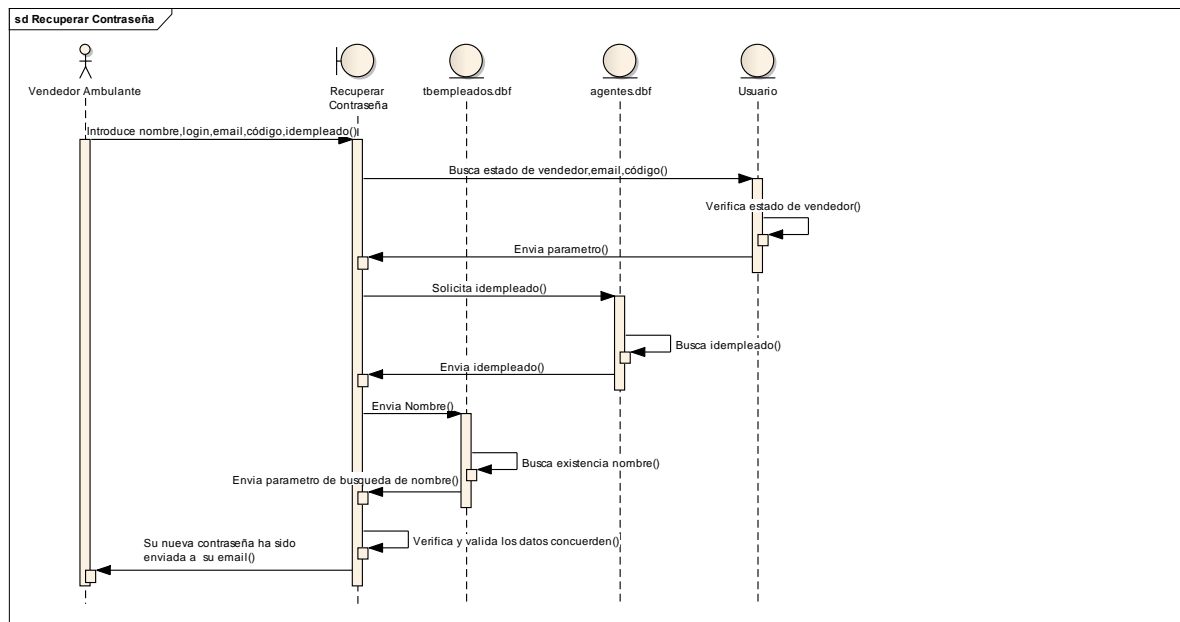 sd Recuperar Contraseña
Vendedor Ambulante
Recuperar
Contraseña
tbempleados.dbf
agentes.dbf
Usuario
Introduce nombre,login,email,código,idempleado()
Busca estado de vendedor,email,código()
Verifica estado de vendedor()
Envia parametro()
Solicita idempleado()
Busca idempleado()
Envia idempleado()
Envia Nombre()
Busca existencia nombre()
Envia parametro de busqueda de nombre()
Verifica y valida los datos concuerden()
Su nueva contraseña ha sido
enviada a su email()